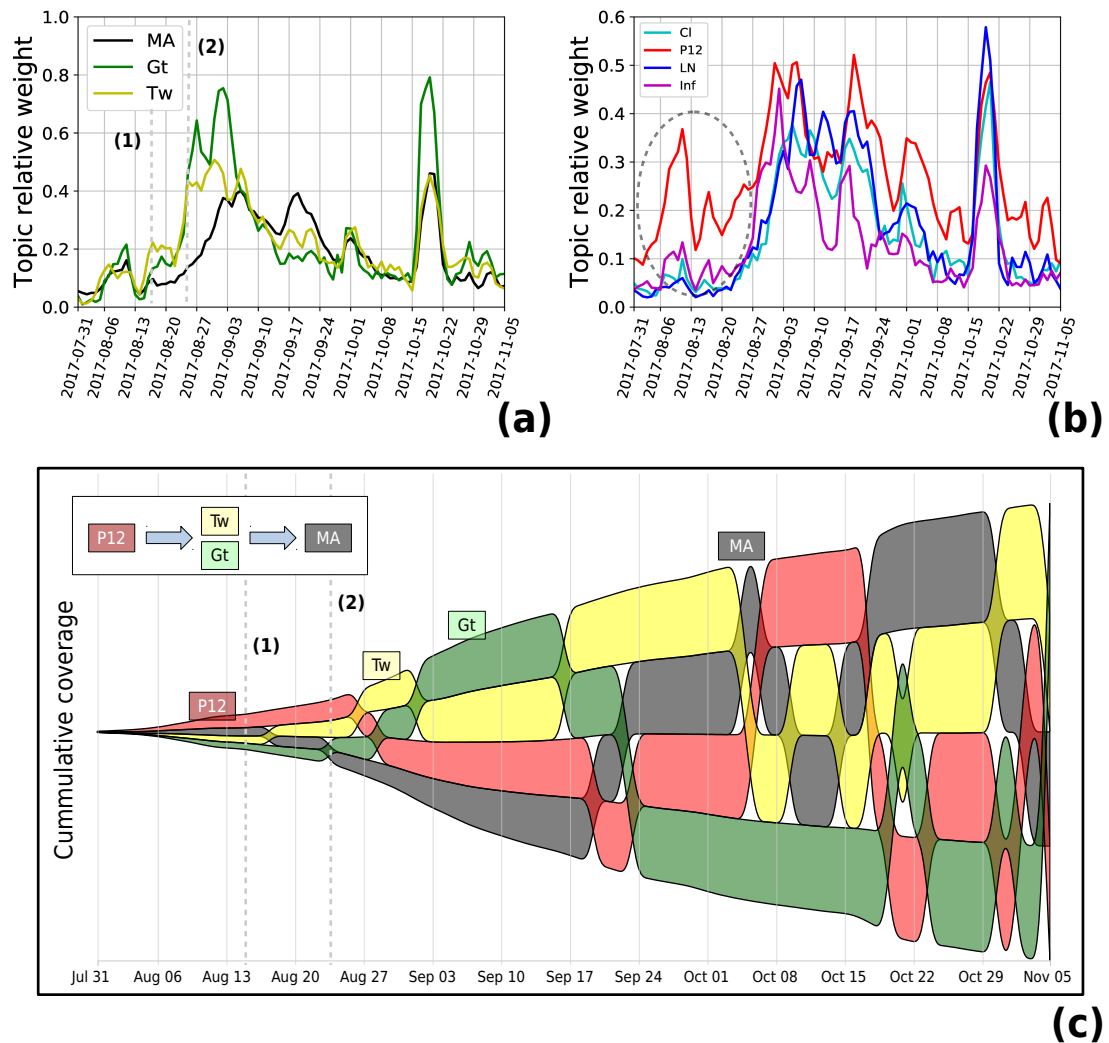 1.0
0.8
0.6
0.4
0.2
0.0
Topic relative weight
MA
Gt
Tw
(1)
(2)
2017-07-31
2017-08-06
2017-08-13
2017-08-20
2017-08-27
2017-09-03
2017-09-10
2017-09-17
2017-09-24
2017-10-01
2017-10-08
2017-10-15
2017-10-22
2017-10-29
2017-11-05
(a)
0.6
0.5
0.4
0.3
0.2
0.1
0.0
Topic relative weight
Cl
P12
LN
Inf
2017-07-31
2017-08-06
2017-08-13
2017-08-20
2017-08-27
2017-09-03
2017-09-10
2017-09-17
2017-09-24
2017-10-01
2017-10-08
2017-10-15
2017-10-22
2017-10-29
2017-11-05
(b)
Cummulative coverage
P12
Tw
Gt
MA
(1)
(2)
P12
Tw
Gt
MA
Jul 31
Aug 06
Aug 13
Aug 20
Aug 27
Sep 03
Sep 10
Sep 17
Sep 24
Oct 01
Oct 08
Oct 15
Oct 22
Oct 29
Nov 05
(c)